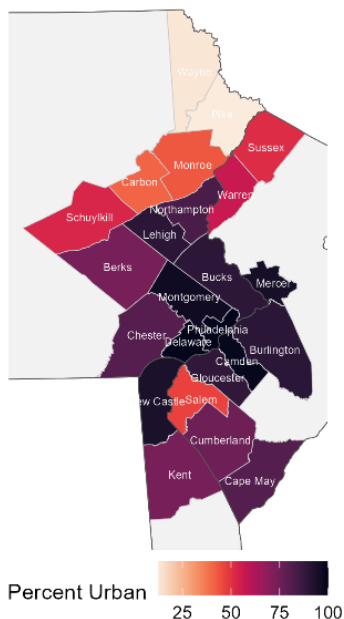 Wayne
Pike
Sussex
Monroe
Carbon
Warren
Northampton
Schuylkill
Lehigh
Berks
Bucks
Mercer
Montgomery
Philadelphia
Chester
Delaware
Burlington
Camden
Gloucester
ew Castle
Salem
Cumberland
Kent
Cape May
Percent Urban
25 50 75 100